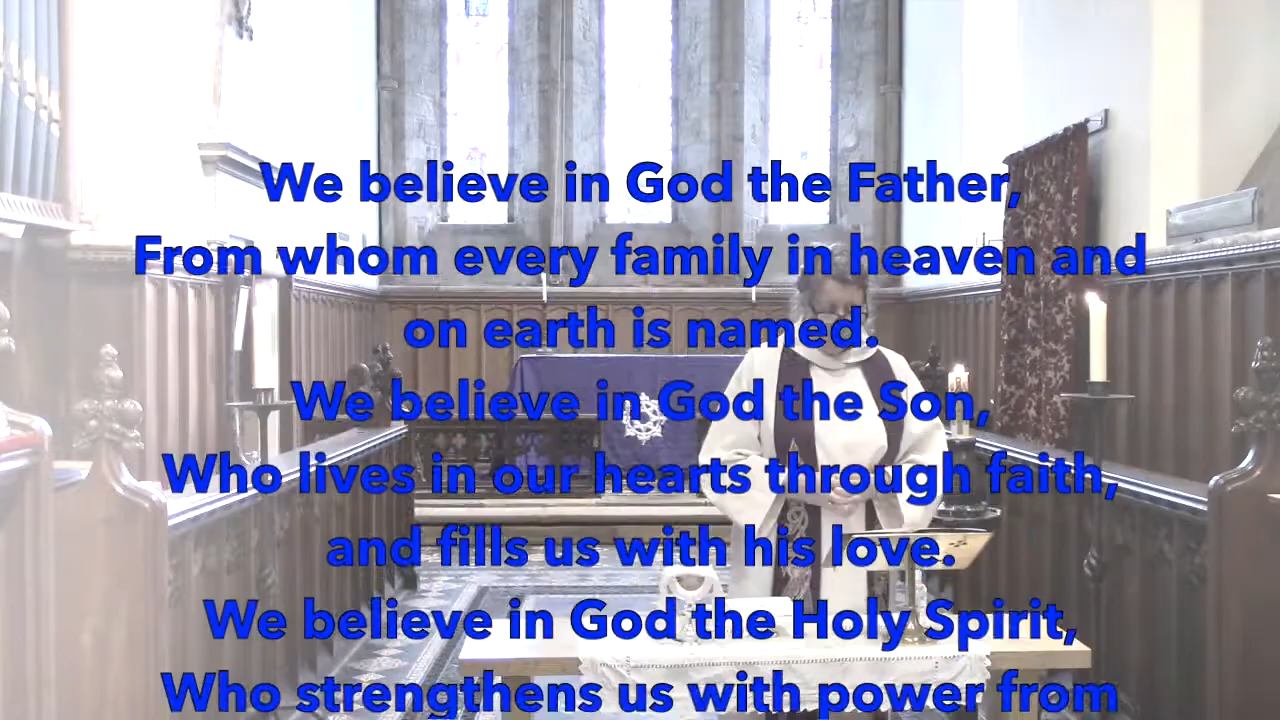 We believe in God the Father,
From whom every family in heaven and
on earth is named.
We believe in God the Son,
Who lives in our hearts through faith,
and fills us with his love.
We believe in God the Holy Spirit,
Who strengthens us with power from